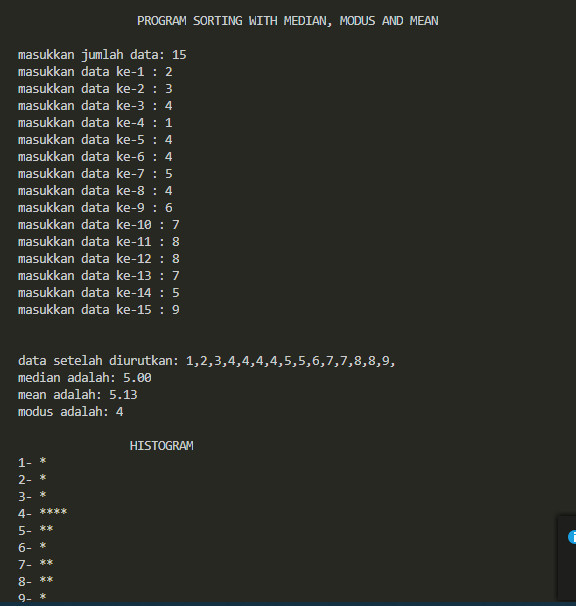 PROGRAM SORTING WITH MEDIAN, MODUS AND MEAN
masukkan jumlah data: 15
masukkan data ke-1 : 2
masukkan data ke-2 : 3
masukkan data ke-3 : 4
masukkan data ke-4 : 1
masukkan data ke-5 : 4
masukkan data ke-6 : 4
masukkan data ke-7 : 5
masukkan data ke-8 : 4
masukkan data ke-9 : 6
masukkan data ke-10 : 7
masukkan data ke-11 : 8
masukkan data ke-12 : 8
masukkan data ke-13 : 7
masukkan data ke-14 : 5
masukkan data ke-15 : 9
data setelah diurutkan: 1,2,3,4,4,4,4,5,5,6,7,7,8,8,9,
median adalah: 5.00
mean adalah: 5.13
modus adalah: 4
HISTOGRAM
1- *
2- *
3- *
4- ****
5- **
6- *
7- **
8- **
9- *